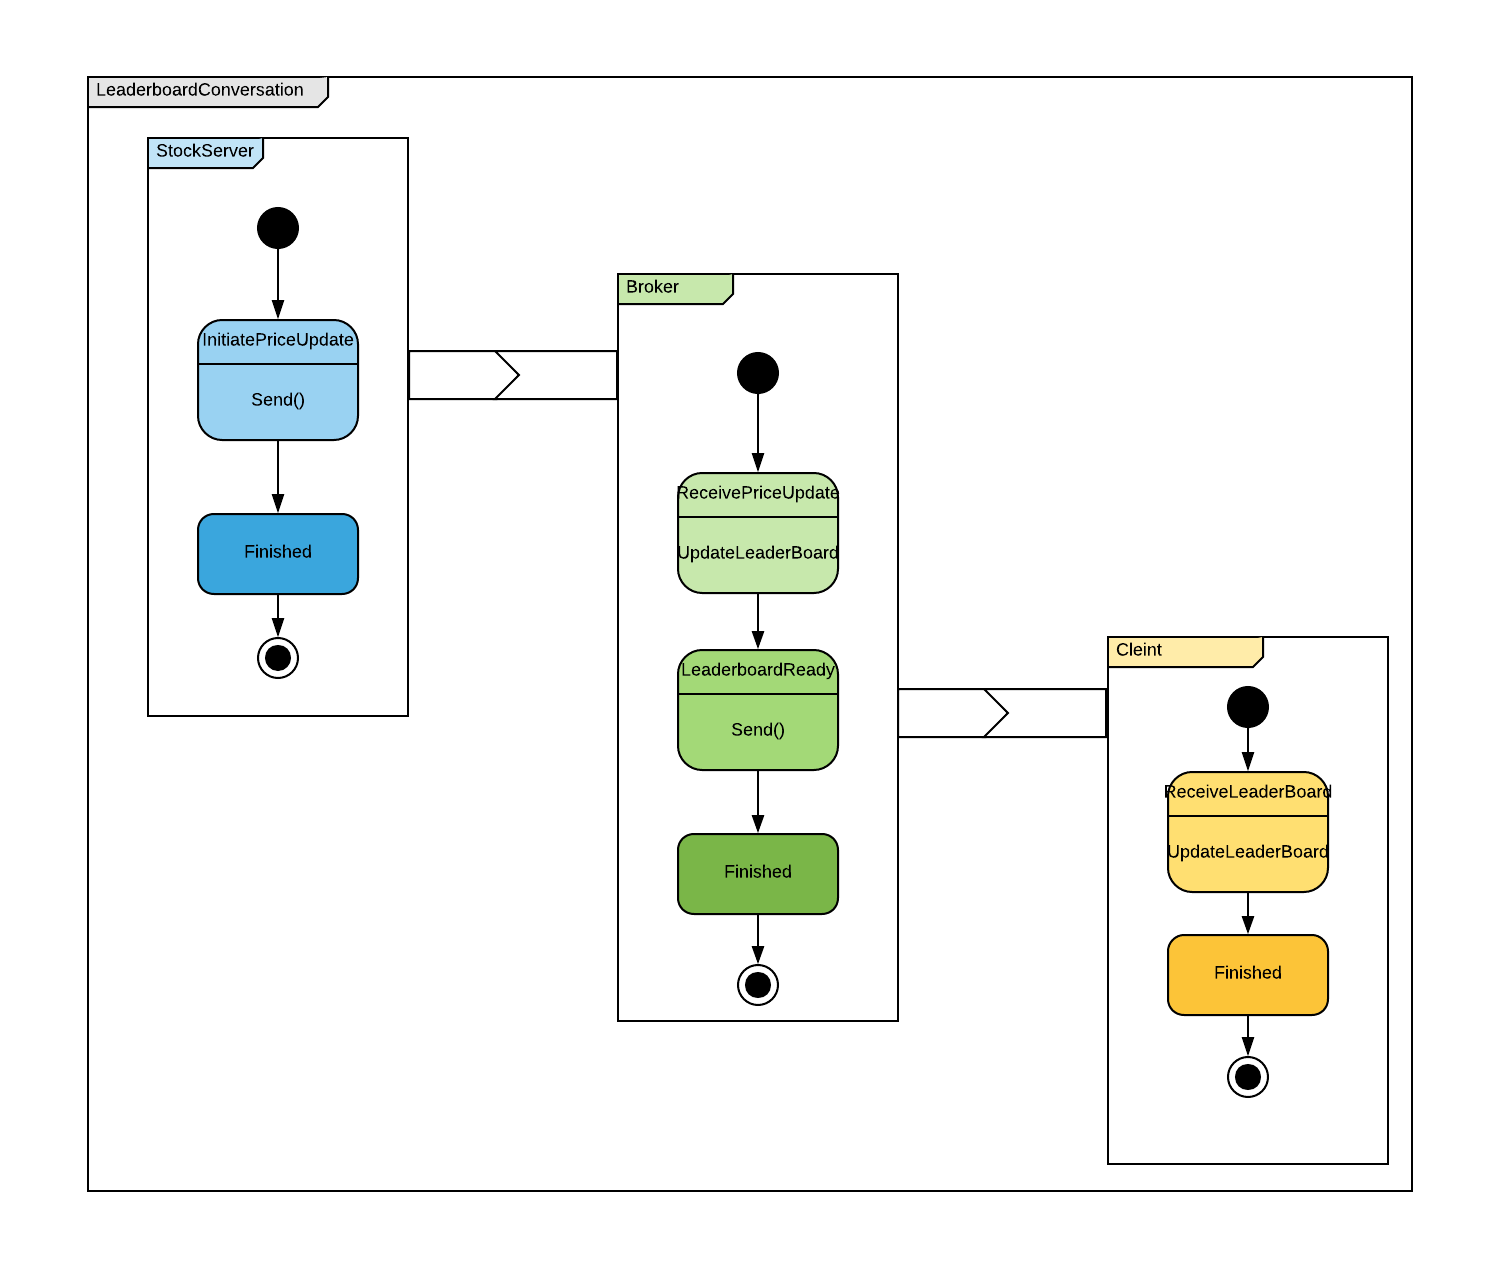 LeaderboardConversation
StockServer
InitiatePriceUpdate
Send()
Finished
Broker
ReceivePriceUpdate
UpdateLeaderBoard
LeaderboardReady
Send()
Finished
Cleint
ReceiveLeaderBoard
UpdateLeaderBoard
Finished